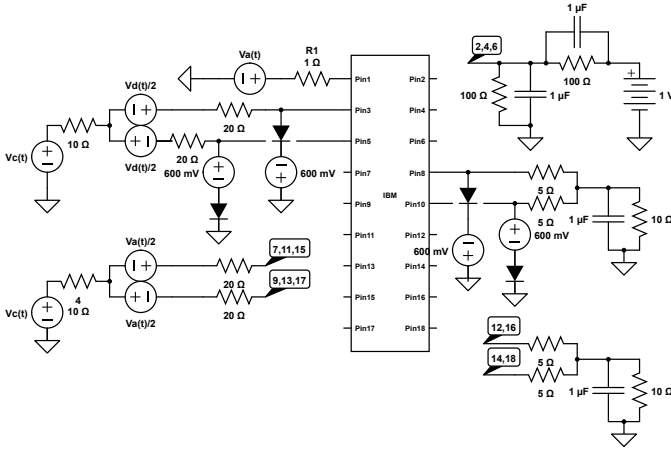 1 µF
2,4,6
Va(t)
R1
1 Ω
Pin1
Pin2
100 Ω
1 µF
100 Ω
1 V
Vd(t)/2
Pin3
Pin4
20 Ω
10 Ω
Vc(t)
Pin5
Pin6
Vd(t)/2
20 Ω
600 mV
600 mV
Pin7
Pin8
5 Ω
IBM
Pin9
Pin10
5 Ω
1 µF
10 Ω
Pin11
Pin12
600 mV
600 mV
Va(t)/2
7,11,15
Pin13
Pin14
20 Ω
9,13,17
4
10 Ω
Vc(t)
Pin15
Pin16
Va(t)/2
20 Ω
Pin17
Pin18
12,16
5 Ω
14,18
5 Ω
1 µF
10 Ω